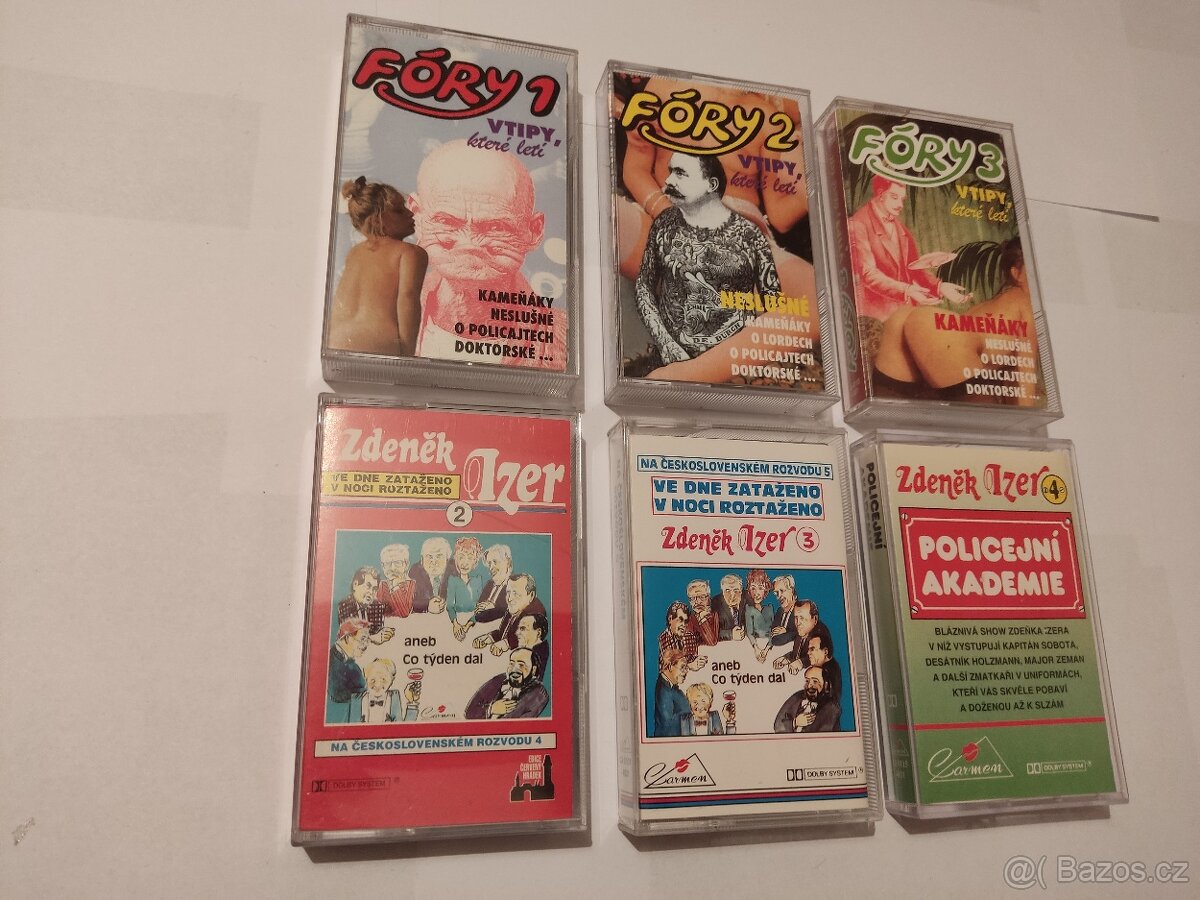 FÓRY 1
VTIPY,
které letí
KAMEŇÁKY
NESLUŠNÉ
O POLICAJTECH
DOKTORSKÉ ...
FÓRY 2
VTIPY,
které letí
NESLUŠNÉ
KAMEŇÁKY
O LORDECH
O POLICAJTECH
DOKTORSKÉ ...
FÓRY 3
VTIPY,
které letí
KAMEŇÁKY
NESLUŠNÉ
O LORDECH
O POLICAJTECH
DOKTORSKÉ ...
Zdeněk Izer
VE DNE ZATAŽENO
V NOCI ROZTAŽENO
2
aneb
Co týden dal
Carmen
NA ČESKOSLOVENSKÉM ROZVODU 4
DOLBY SYSTEM
EDICE
ČERVENÝ
HRÁDEK
NA ČESKOSLOVENSKÉM ROZVODU 5
VE DNE ZATAŽENO
V NOCI ROZTAŽENO
Zdeněk Izer 3
aneb
Co týden dal
Carmen
DOLBY SYSTEM
POLICEJNÍ
Zdeněk Izer 4
POLICEJNÍ
AKADEMIE
BLÁZNIVÁ SHOW ZDEŇKA IZERA
V NÍŽ VYSTUPUJÍ KAPITÁN SOBOTA,
DESÁTNÍK HOLZMANN, MAJOR ZEMAN
A DALŠÍ ZMATKAŘI V UNIFORMÁCH,
KTEŘÍ VÁS SKVĚLE POBAVÍ
A DOŽENOU AŽ K SLZÁM
Carmen
DOLBY SYSTEM
Bazos.cz